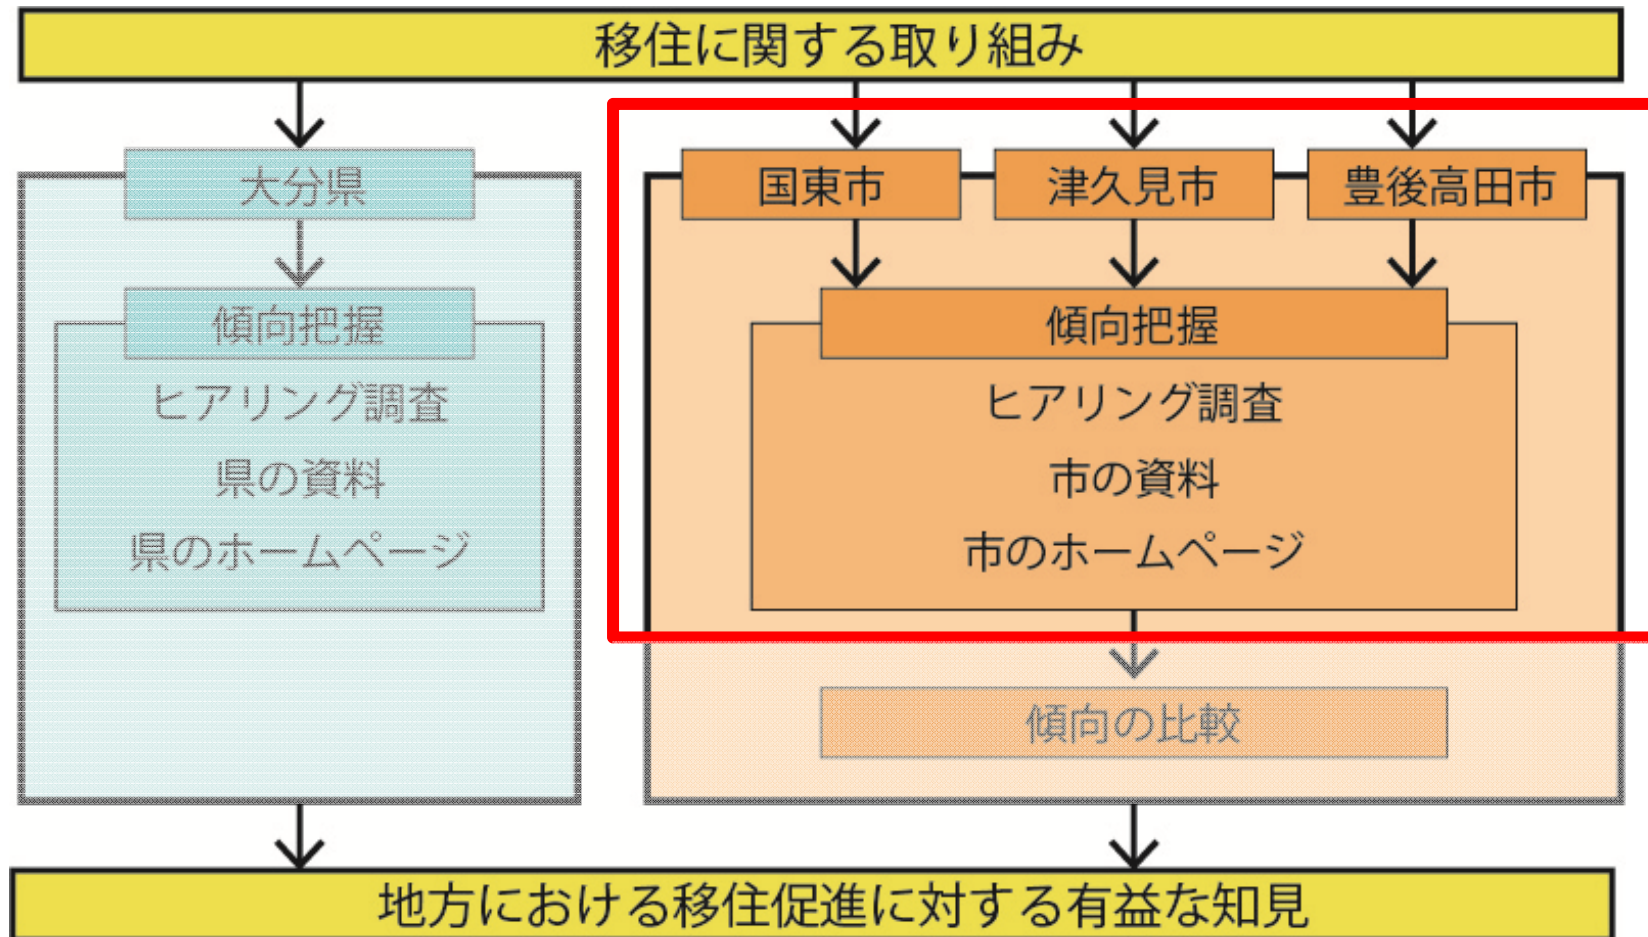 移住に関する取り組み
大分県
傾向把握
ヒアリング調査
県の資料
県のホームページ
国東市
津久見市
豊後高田市
傾向把握
ヒアリング調査
市の資料
市のホームページ
傾向の比較
地方における移住促進に対する有益な知見